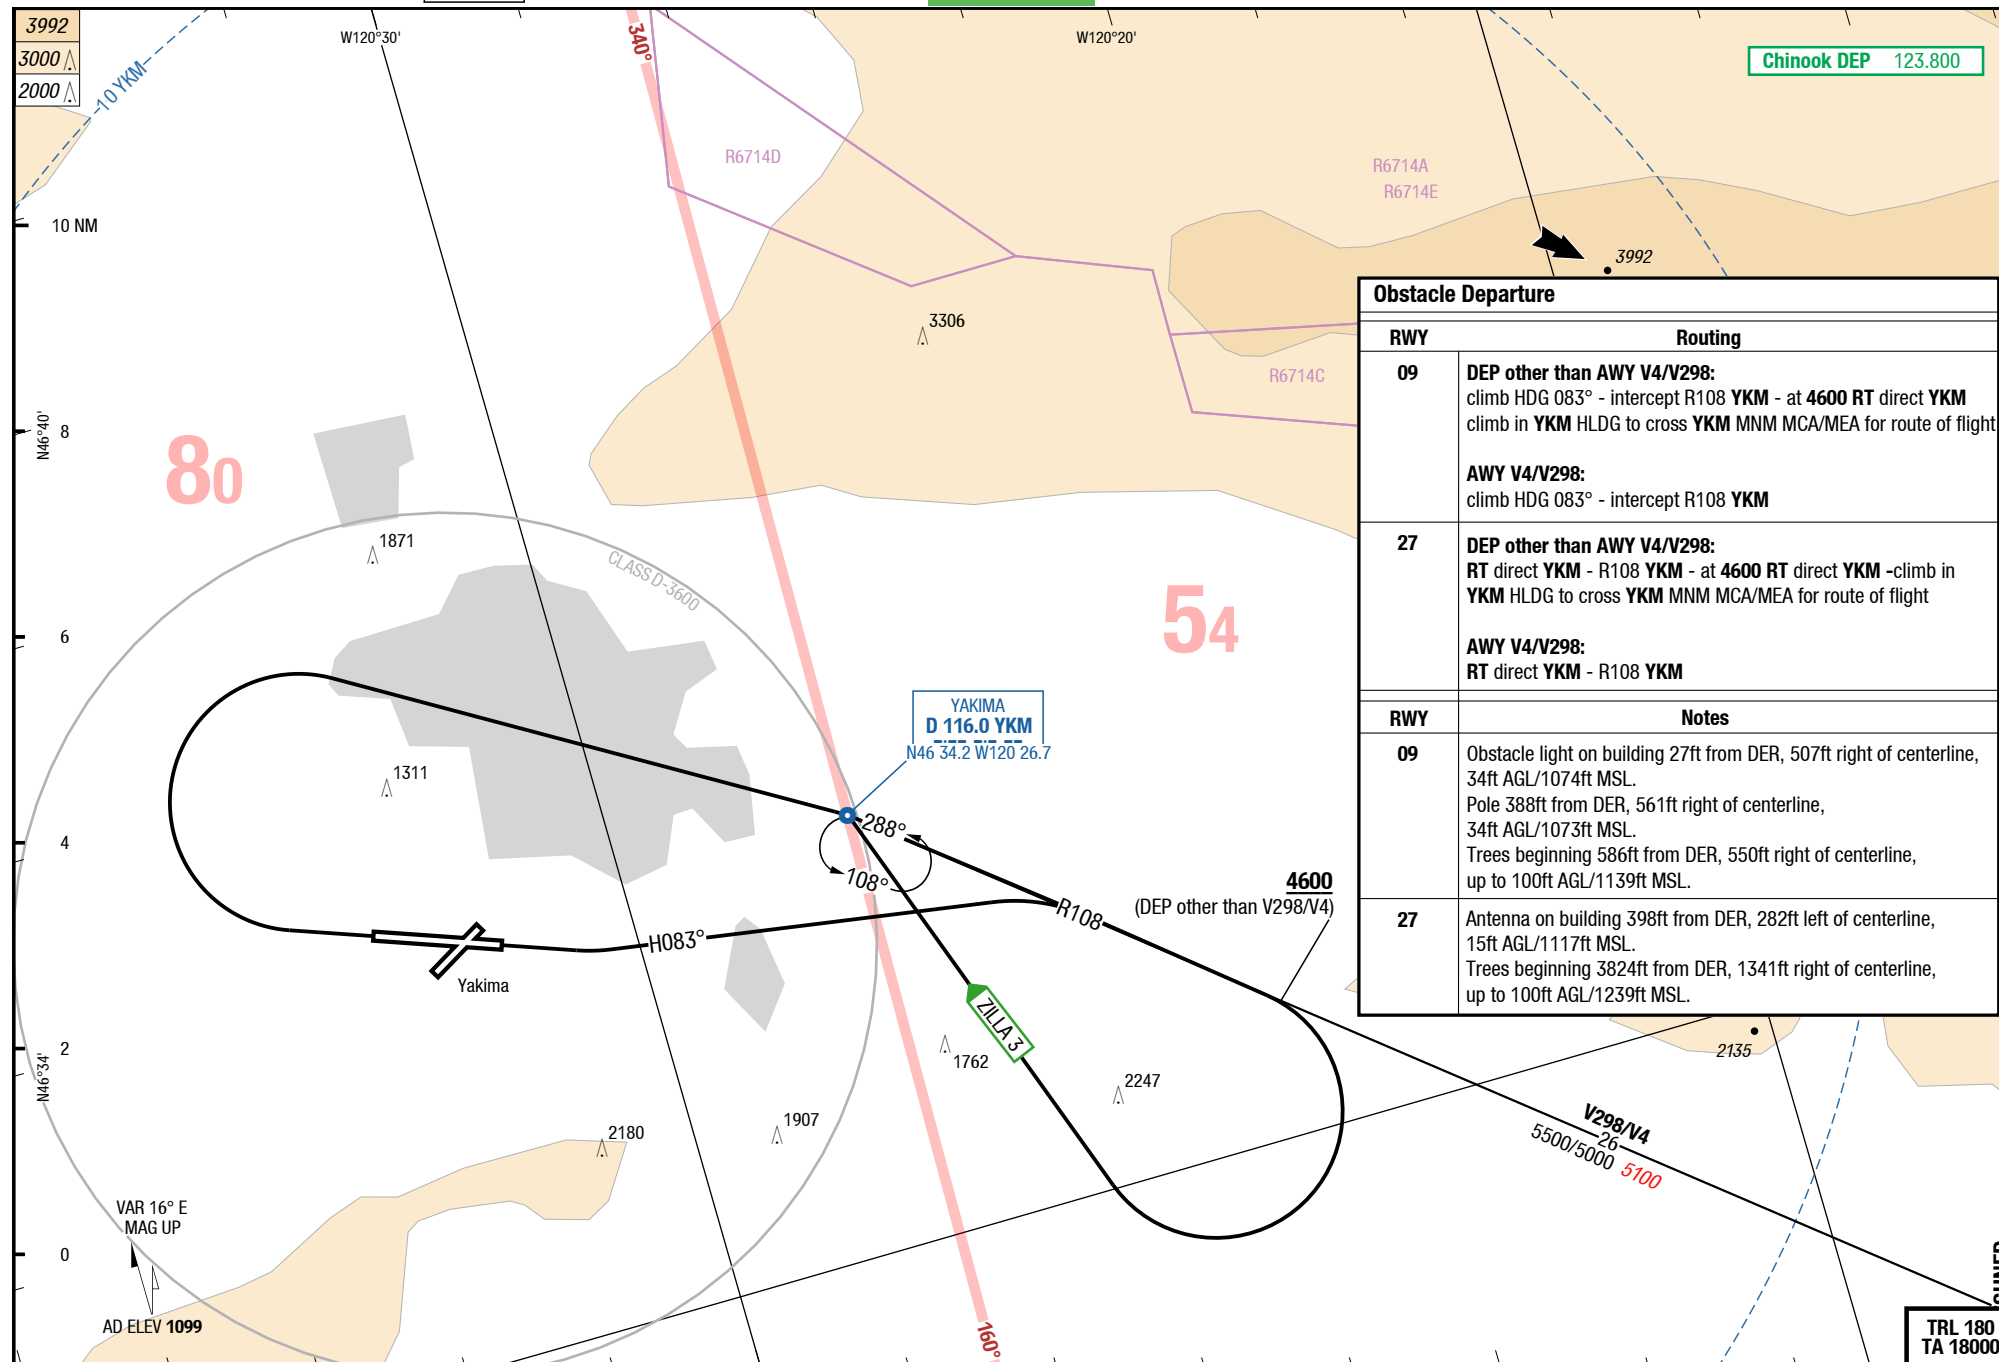 3992
3000
2000
10 YKM
W120°30'
340°
W120°20'
Chinook DEP 123.800
R6714D
R6714A
R6714E
10 NM
3992
3306
R6714C
N46°40'
8
80
1871
CLASS D-3600
6
54
YAKIMA
D 116.0 YKM
N46 34.2 W120 26.7
1311
4
288°
108°
4600
(DEP other than V298/V4)
R108
H083°
Yakima
ZILLA 3
2
N46°34'
1762
2247
1907
2180
2135
V298/V4
26
5500/5000 5100
VAR 16° E
MAG UP
0
AD ELEV 1099
160°
TRL 180
TA 18000
Obstacle Departure
RWY Routing
09 DEP other than AWY V4/V298:
climb HDG 083° - intercept R108 YKM - at 4600 RT direct YKM
climb in YKM HLDG to cross YKM MNM MCA/MEA for route of flight
AWY V4/V298:
climb HDG 083° - intercept R108 YKM
27 DEP other than AWY V4/V298:
RT direct YKM - R108 YKM - at 4600 RT direct YKM -climb in
YKM HLDG to cross YKM MNM MCA/MEA for route of flight
AWY V4/V298:
RT direct YKM - R108 YKM
RWY Notes
09 Obstacle light on building 27ft from DER, 507ft right of centerline,
34ft AGL/1074ft MSL.
Pole 388ft from DER, 561ft right of centerline,
34ft AGL/1073ft MSL.
Trees beginning 586ft from DER, 550ft right of centerline,
up to 100ft AGL/1139ft MSL.
27 Antenna on building 398ft from DER, 282ft left of centerline,
15ft AGL/1117ft MSL.
Trees beginning 3824ft from DER, 1341ft right of centerline,
up to 100ft AGL/1239ft MSL.